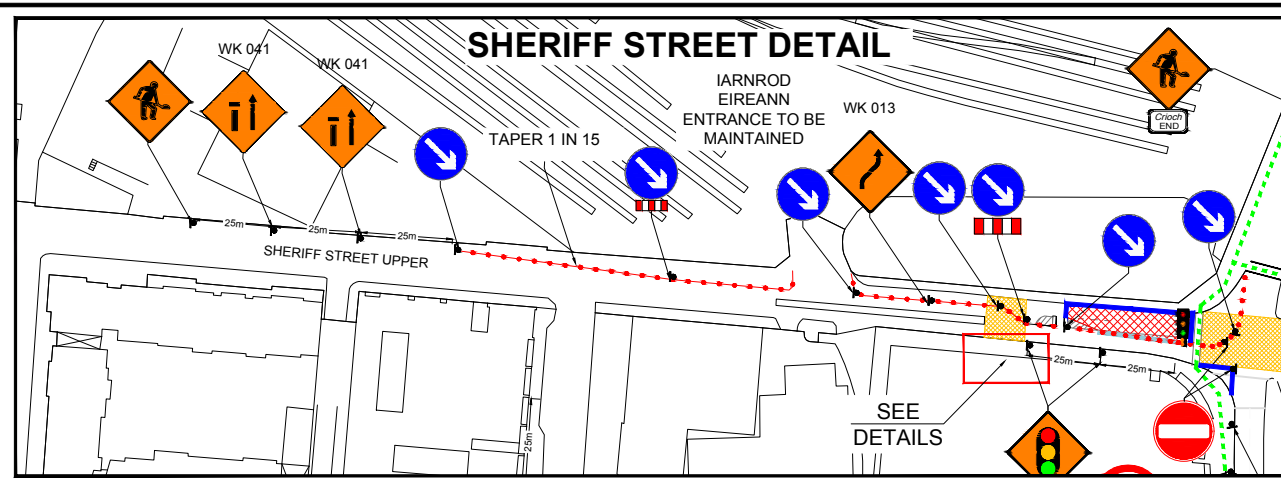 SHERIFF STREET DETAIL
WK 041
WK 041
IARNROD
EIREANN
ENTRANCE TO BE
MAINTAINED
WK 013
TAPER 1 IN 15
Crioch
END
25m
25m
25m
SHERIFF STREET UPPER
25m
25m
SEE
DETAILS
25m